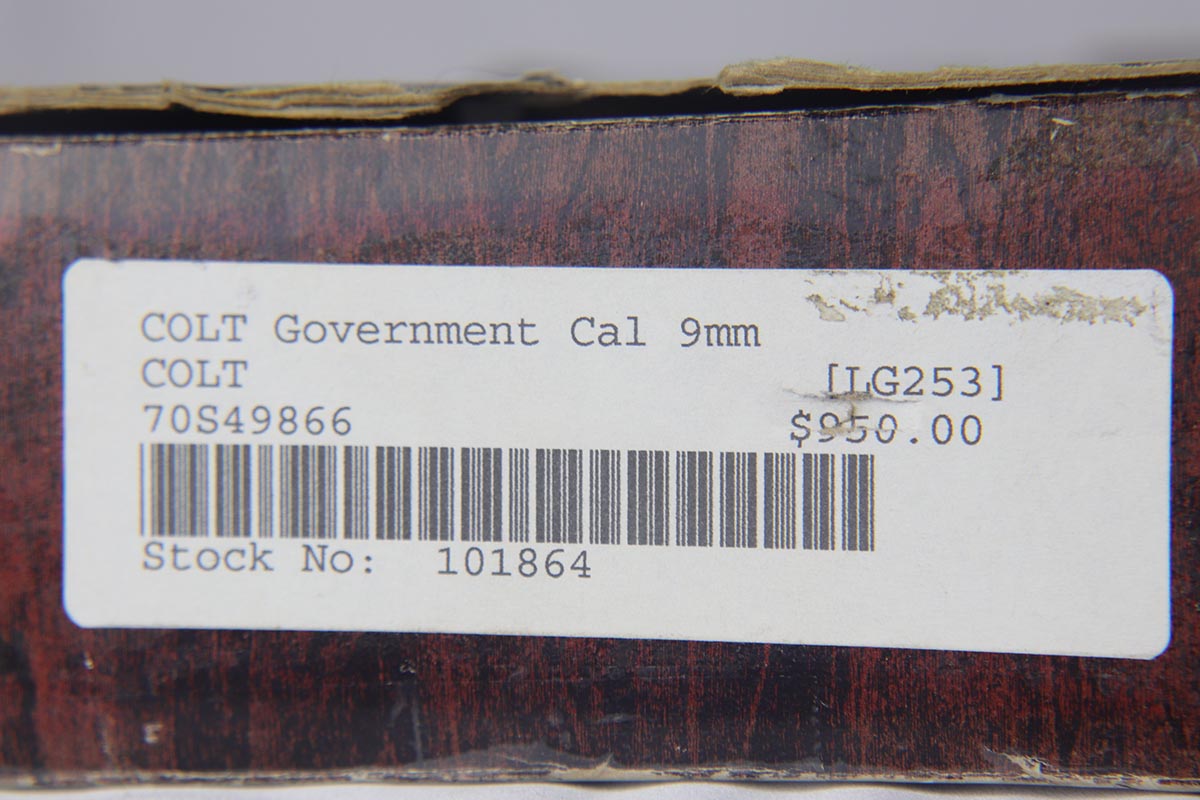 COLT Government Cal 9mm
COLT [LG253]
70S49866 $950.00
Stock No: 101864